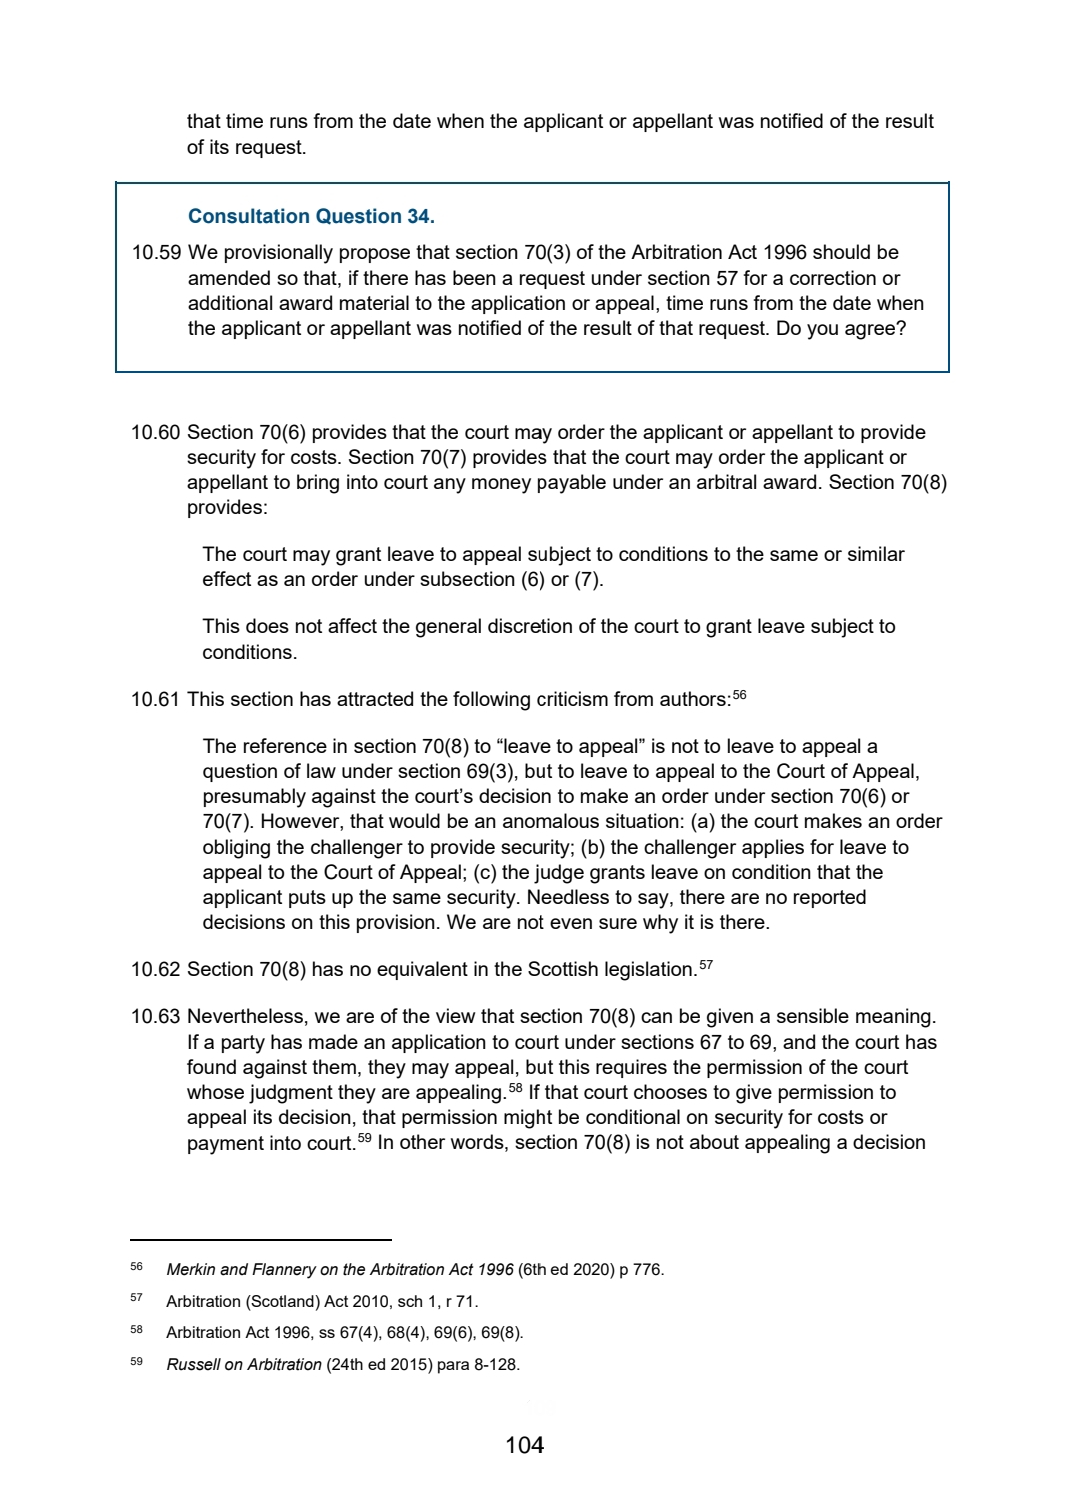 that time runs from the date when the applicant or appellant was notified of the result
of its request.
Consultation Question 34.
10.59 We provisionally propose that section 70(3) of the Arbitration Act 1996 should be
amended so that, if there has been a request under section 57 for a correction or
additional award material to the application or appeal, time runs from the date when
the applicant or appellant was notified of the result of that request. Do you agree?
10.60 Section 70(6) provides that the court may order the applicant or appellant to provide
security for costs. Section 70(7) provides that the court may order the applicant or
appellant to bring into court any money payable under an arbitral award. Section 70(8)
provides:
The court may grant leave to appeal subject to conditions to the same or similar
effect as an order under subsection (6) or (7).
This does not affect the general discretion of the court to grant leave subject to
conditions.
10.61 This section has attracted the following criticism from authors:56
The reference in section 70(8) to “leave to appeal” is not to leave to appeal a
question of law under section 69(3), but to leave to appeal to the Court of Appeal,
presumably against the court’s decision to make an order under section 70(6) or
70(7). However, that would be an anomalous situation: (a) the court makes an order
obliging the challenger to provide security; (b) the challenger applies for leave to
appeal to the Court of Appeal; (c) the judge grants leave on condition that the
applicant puts up the same security. Needless to say, there are no reported
decisions on this provision. We are not even sure why it is there.
10.62 Section 70(8) has no equivalent in the Scottish legislation.57
10.63 Nevertheless, we are of the view that section 70(8) can be given a sensible meaning.
If a party has made an application to court under sections 67 to 69, and the court has
found against them, they may appeal, but this requires the permission of the court
whose judgment they are appealing.58 If that court chooses to give permission to
appeal its decision, that permission might be conditional on security for costs or
payment into court.59 In other words, section 70(8) is not about appealing a decision
56 Merkin and Flannery on the Arbitration Act 1996 (6th ed 2020) p 776.
57 Arbitration (Scotland) Act 2010, sch 1, r 71.
58 Arbitration Act 1996, ss 67(4), 68(4), 69(6), 69(8).
59 Russell on Arbitration (24th ed 2015) para 8-128.
104